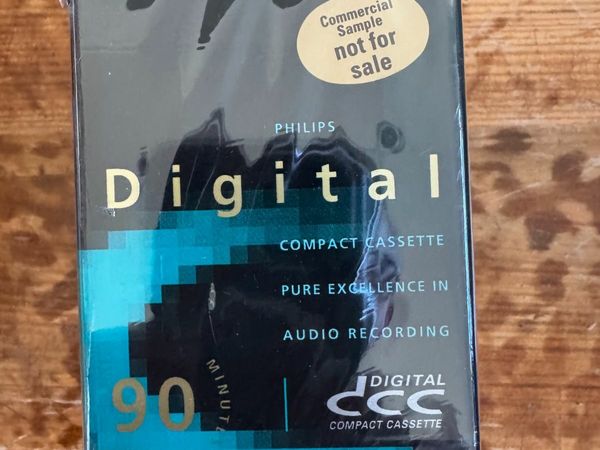 Commercial
Sample
not for
sale
PHILIPS
Digital
COMPACT CASSETTE
PURE EXCELLENCE IN
AUDIO RECORDING
90
DIGITAL
dcc
COMPACT CASSETTE